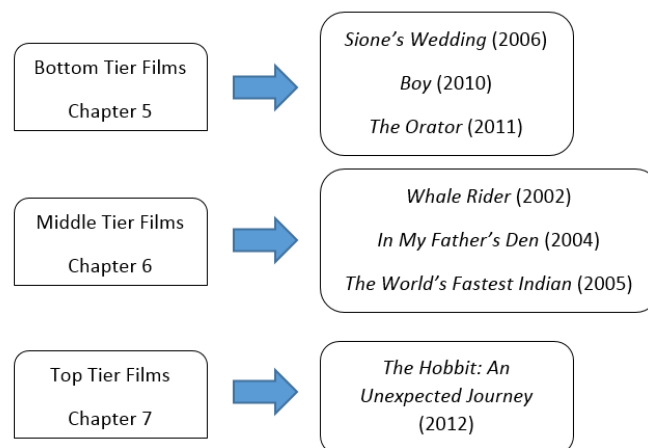 Bottom Tier Films
Chapter 5
Sione's Wedding (2006)
Boy (2010)
The Orator (2011)
Middle Tier Films
Chapter 6
Whale Rider (2002)
In My Father's Den (2004)
The World's Fastest Indian (2005)
Top Tier Films
Chapter 7
The Hobbit: An
Unexpected Journey
(2012)